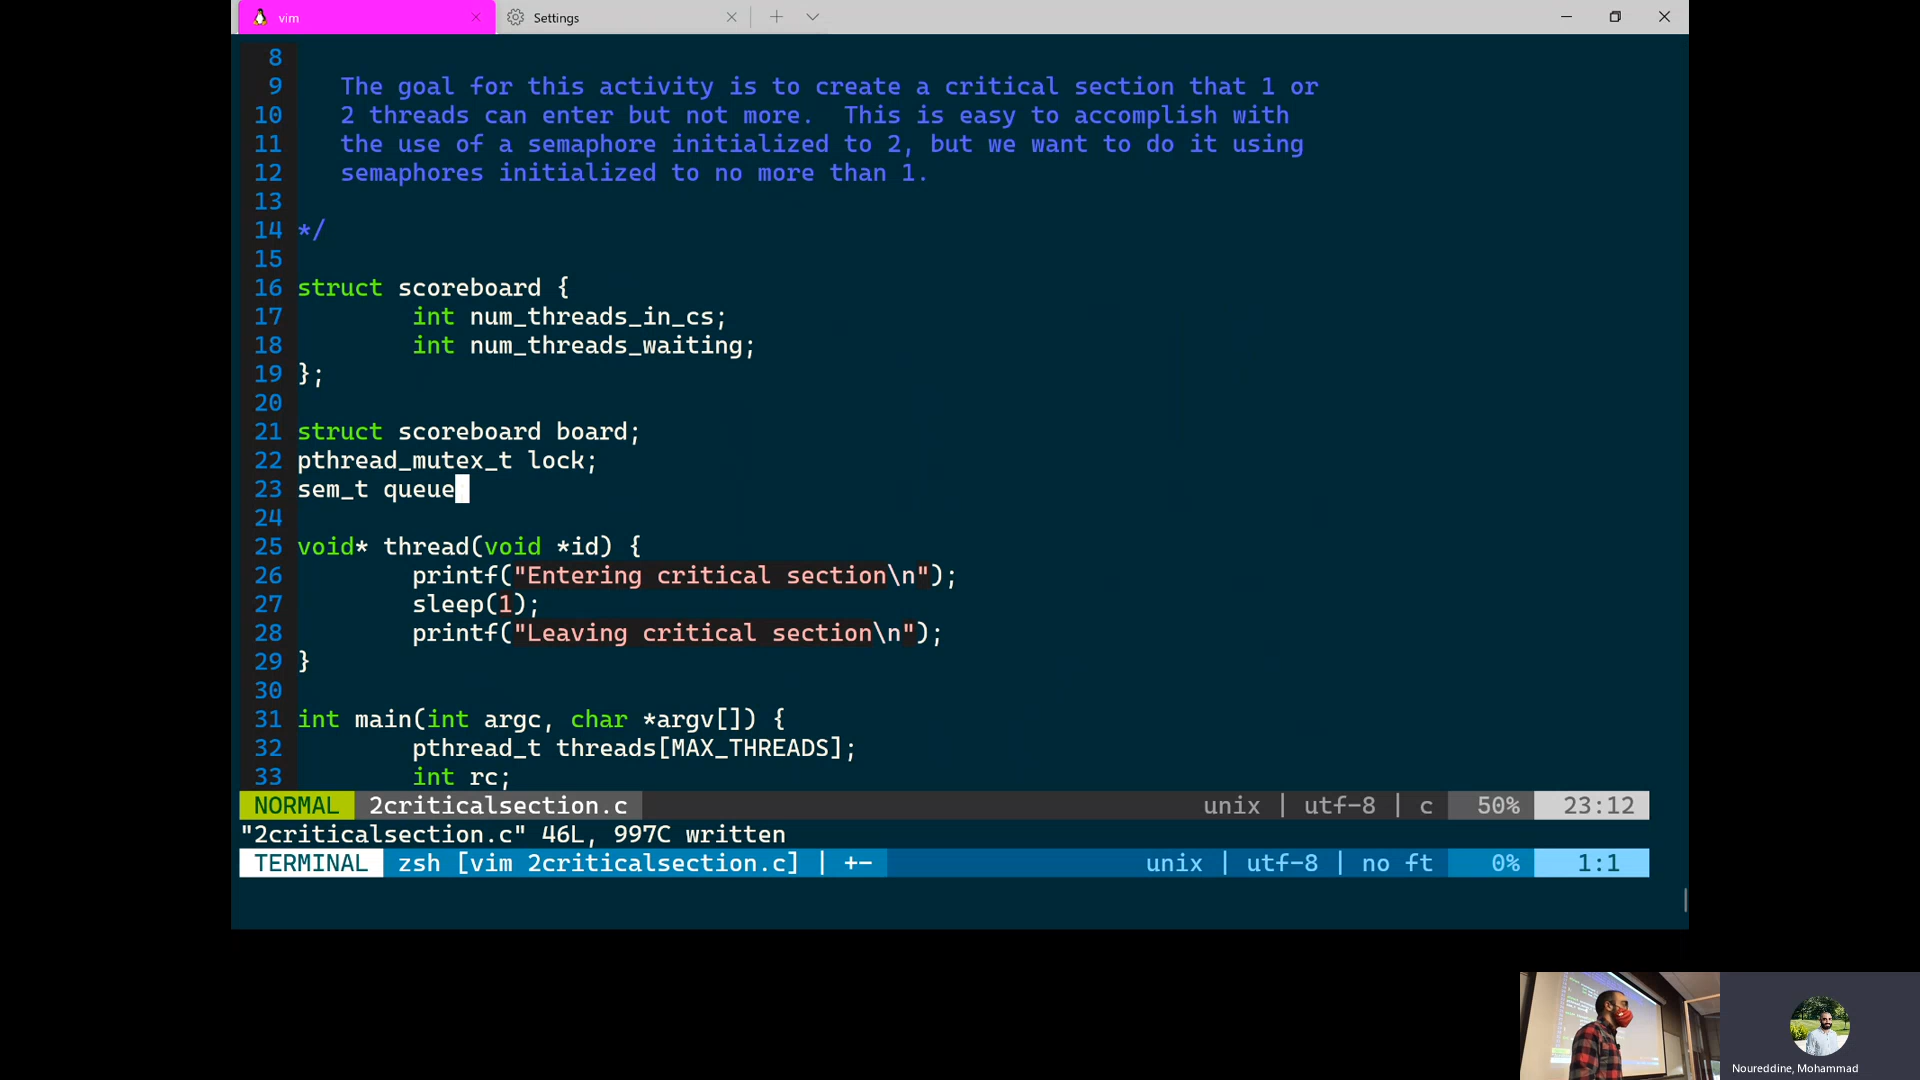 vim
Settings
8
9 The goal for this activity is to create a critical section that 1 or
10 2 threads can enter but not more.  This is easy to accomplish with
11 the use of a semaphore initialized to 2, but we want to do it using
12 semaphores initialized to no more than 1.
13
14 */
15
16 struct scoreboard {
17 int num_threads_in_cs;
18 int num_threads_waiting;
19 };
20
21 struct scoreboard board;
22 pthread_mutex_t lock;
23 sem_t queue
24
25 void* thread(void *id) {
26 printf("Entering critical section\n");
27 sleep(1);
28 printf("Leaving critical section\n");
29 }
30
31 int main(int argc, char *argv[]) {
32 pthread_t threads[MAX_THREADS];
33 int rc;
NORMAL 2criticalsection.c unix | utf-8 | c 50% 23:12
"2criticalsection.c" 46L, 997C written
TERMINAL zsh [vim 2criticalsection.c] | +- unix | utf-8 | no ft 0% 1:1
Noureddine, Mohammad